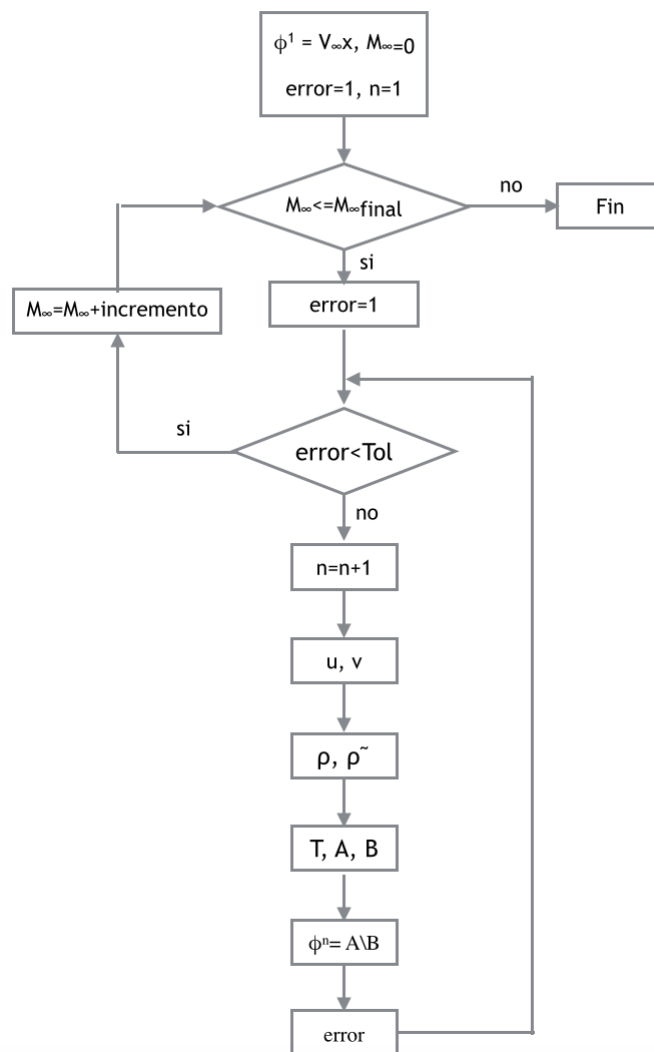 ϕ¹ = V∞x, M∞=0
error=1, n=1
M∞<=M∞final
no
Fin
si
error=1
M∞=M∞+incremento
si
error<Tol
no
n=n+1
u, v
ρ, ρ˜
T, A, B
ϕⁿ= A\B
error